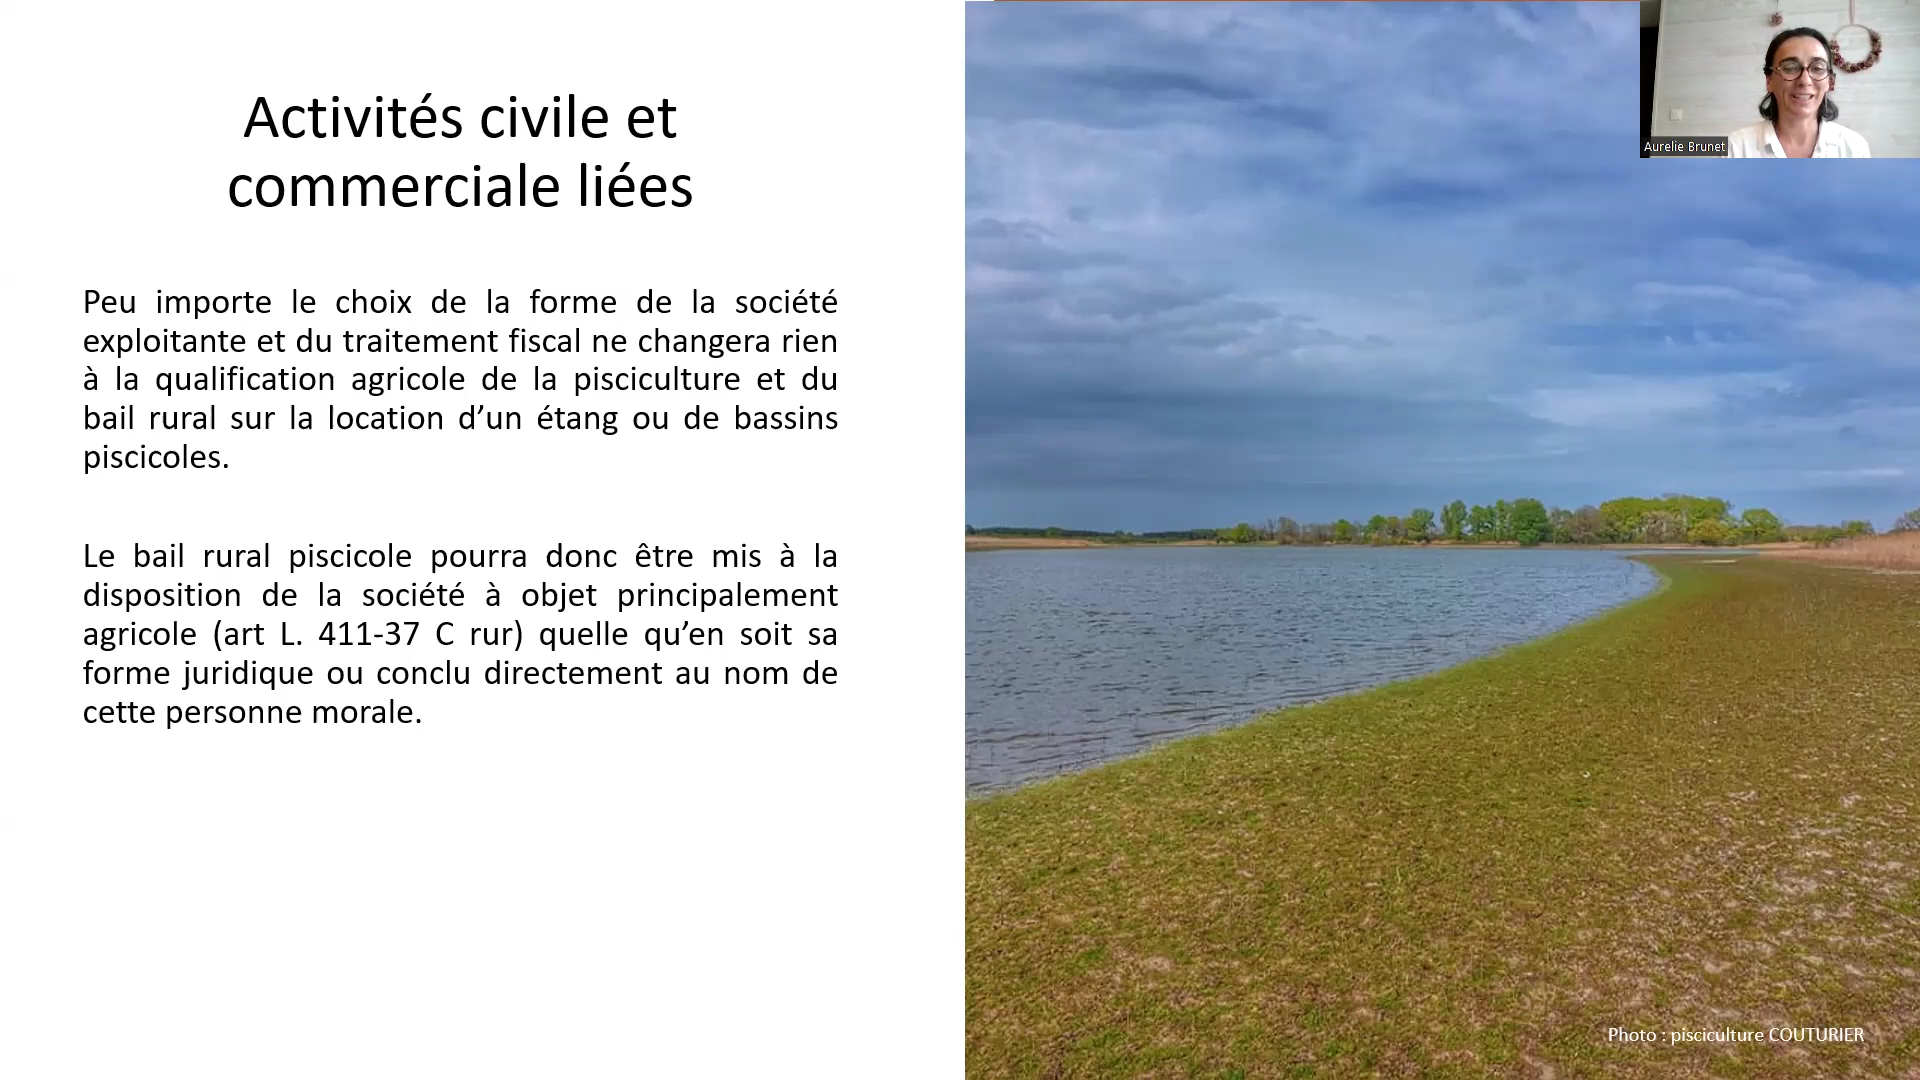 Activités civile et
commerciale liées
Peu importe le choix de la forme de la société
exploitante et du traitement fiscal ne changera rien
à la qualification agricole de la pisciculture et du
bail rural sur la location d’un étang ou de bassins
piscicoles.
Le bail rural piscicole pourra donc être mis à la
disposition de la société à objet principalement
agricole (art L. 411-37 C rur) quelle qu’en soit sa
forme juridique ou conclu directement au nom de
cette personne morale.
Aurelie Brunet
Photo : pisciculture COUTURIER